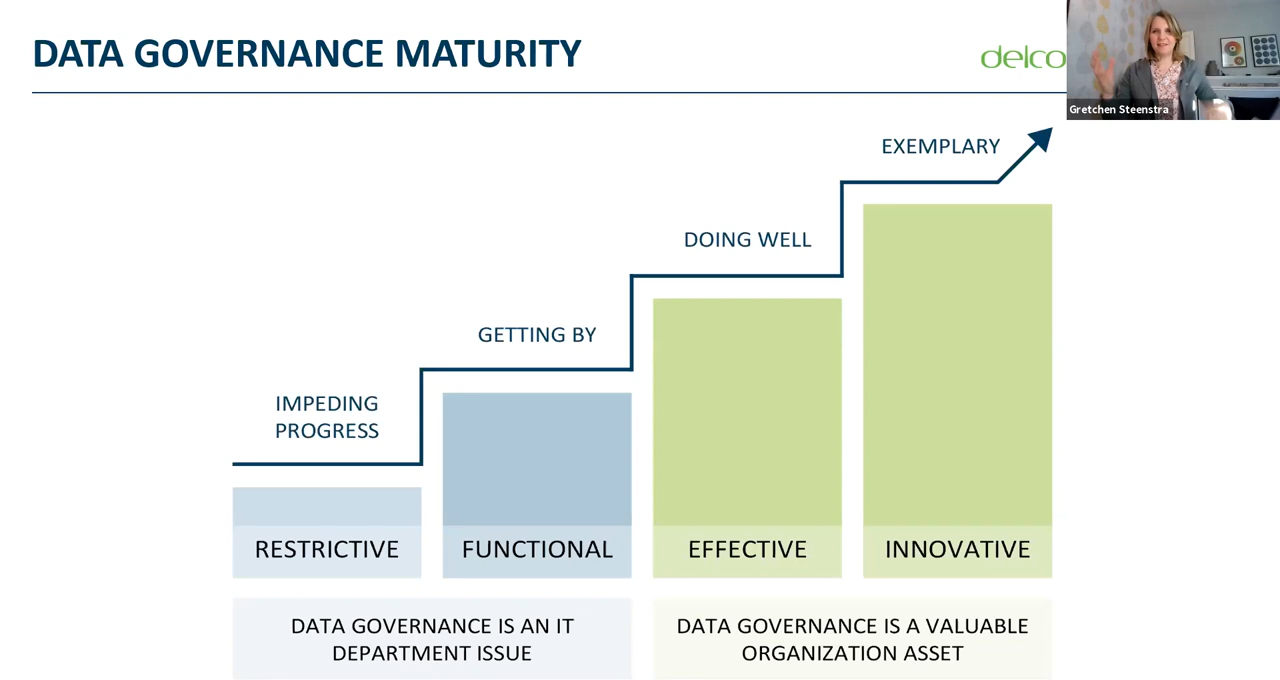 DATA GOVERNANCE MATURITY
delco
Gretchen Steenstra
EXEMPLARY
DOING WELL
GETTING BY
IMPEDING
PROGRESS
RESTRICTIVE
FUNCTIONAL
EFFECTIVE
INNOVATIVE
DATA GOVERNANCE IS AN IT
DEPARTMENT ISSUE
DATA GOVERNANCE IS A VALUABLE
ORGANIZATION ASSET